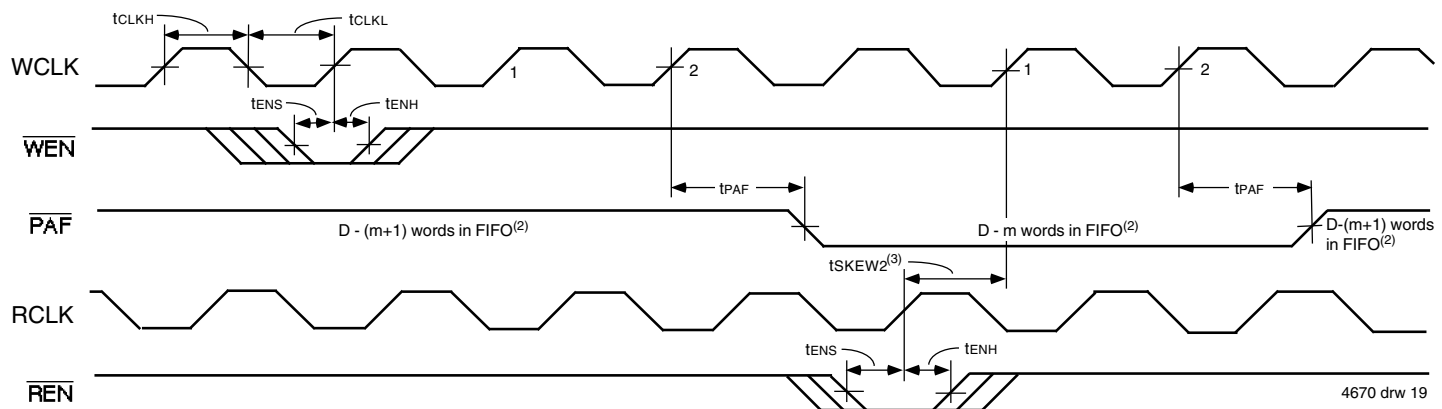 tCLKH tCLKL
WCLK 1 2 1 2
tENS tENH
WEN
tPAF tPAF
PAF D - (m+1) words in FIFO(2) D - m words in FIFO(2) D-(m+1) words
in FIFO(2)
tSKEW2(3)
RCLK
tENS tENH
REN
4670 drw 19